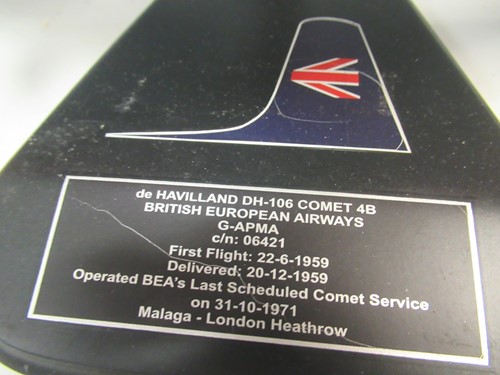 de HAVILLAND DH-106 COMET 4B
BRITISH EUROPEAN AIRWAYS
G-APMA
c/n: 06421
First Flight: 22-6-1959
Delivered: 20-12-1959
Operated BEA's Last Scheduled Comet Service
on 31-10-1971
Malaga - London Heathrow